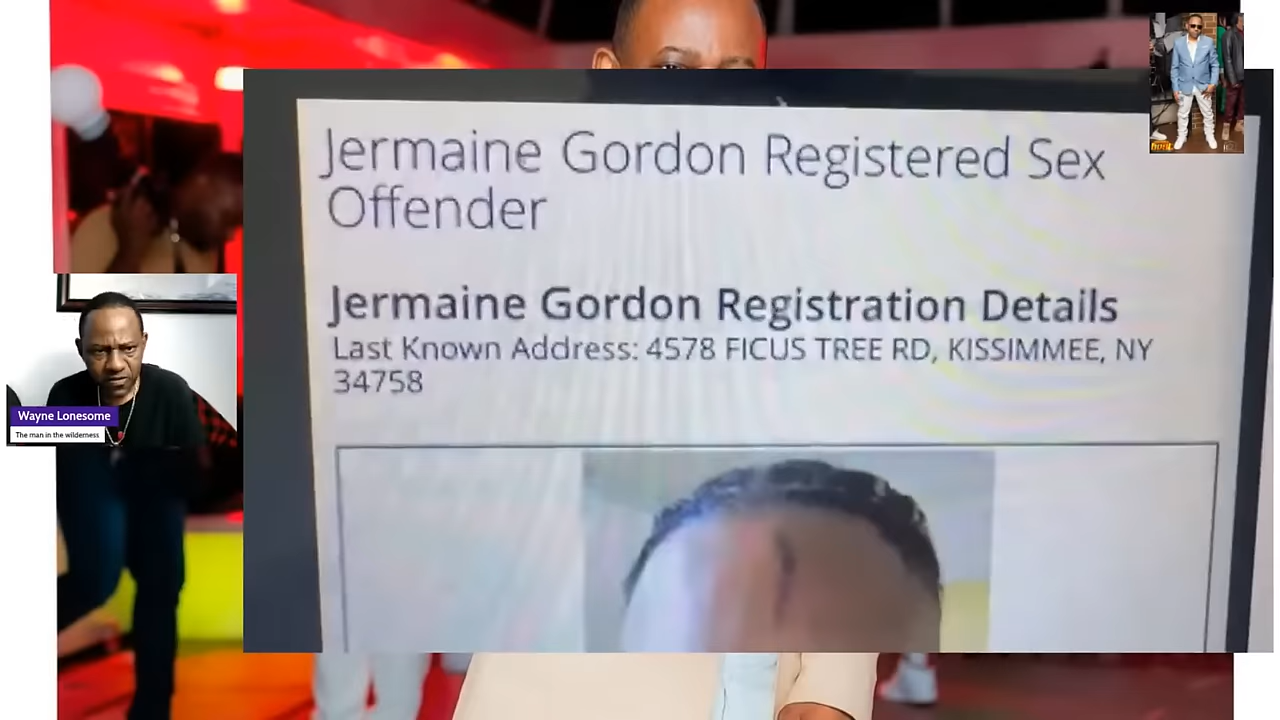 Jermaine Gordon Registered Sex
Offender
Jermaine Gordon Registration Details
Last Known Address: 4578 FICUS TREE RD, KISSIMMEE, NY
34758
Wayne Lonesome
The man in the wilderness